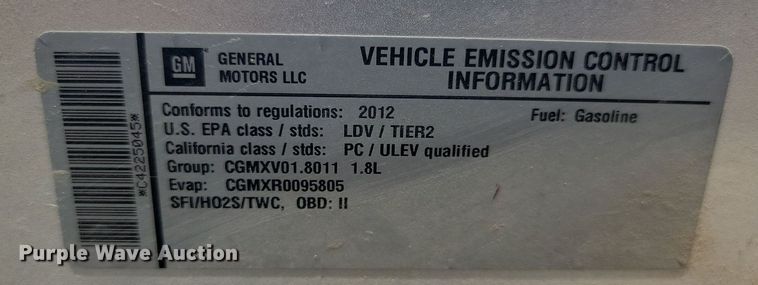 GM
GENERAL
MOTORS LLC
VEHICLE EMISSION CONTROL
INFORMATION
Conforms to regulations: 2012
Fuel: Gasoline
U.S. EPA class / stds: LDV / TIER2
California class / stds: PC / ULEV qualified
Group: CGMXV01.8011 1.8L
Evap: CGMXR0095805
SFI/HO2S/TWC, OBD: II
*C4225045*
Purple Wave Auction